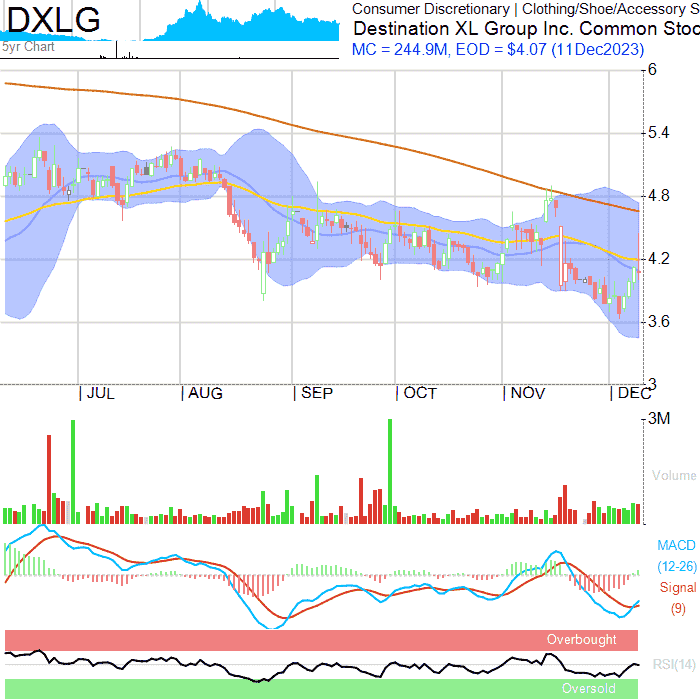 DXLG
Consumer Discretionary | Clothing/Shoe/Accessory S
Destination XL Group Inc. Common Stoc
MC = 244.9M, EOD = $4.07 (11Dec2023)
5yr Chart
6
5.4
4.8
4.2
3.6
3
| JUL | AUG | SEP | OCT | NOV | DEC
3M
Volume
MACD
(12-26)
Signal
(9)
Overbought
RSI(14)
Oversold